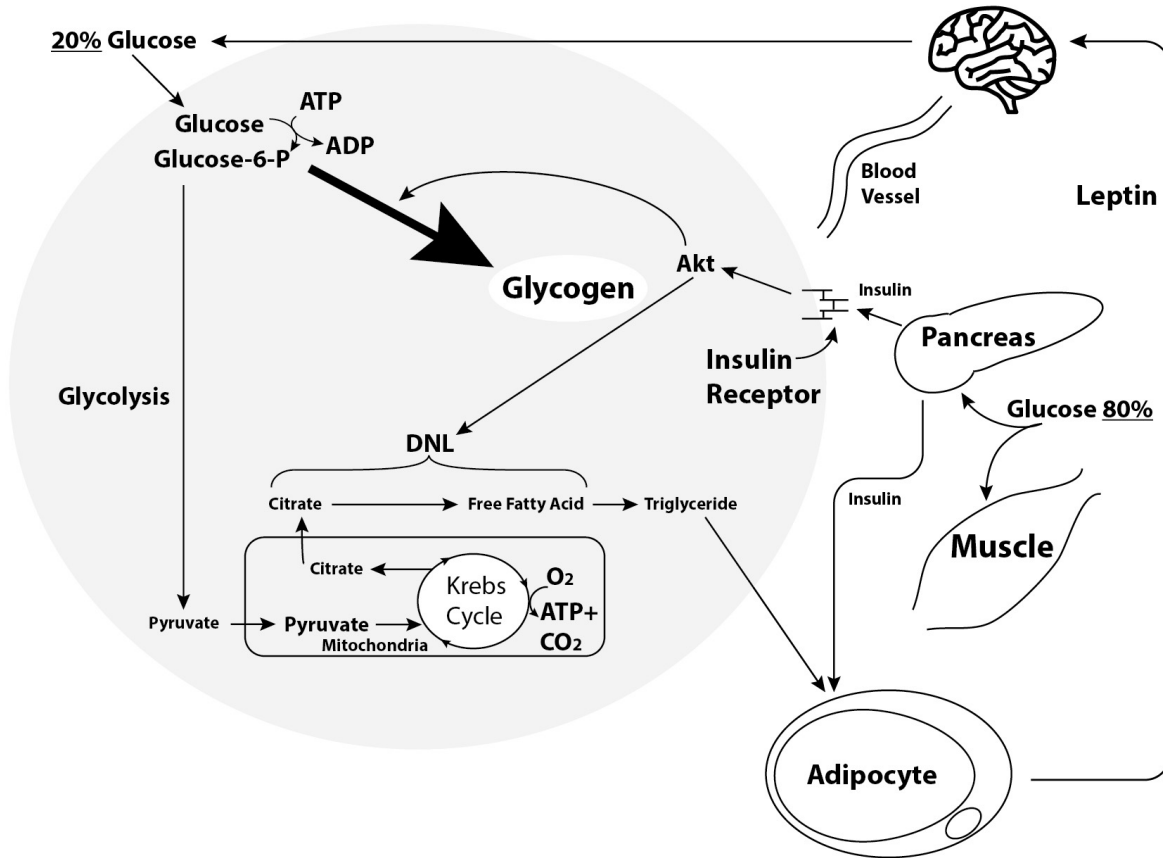 20% Glucose
ATP
Glucose
ADP
Glucose-6-P
Blood
Vessel
Leptin
Akt
Glycogen
Insulin
Pancreas
Insulin
Receptor
Glycolysis
Glucose 80%
DNL
Citrate
Free Fatty Acid
Triglyceride
Insulin
Muscle
Citrate
Krebs
Cycle
O2
ATP+
CO2
Pyruvate
Pyruvate
Mitochondria
Adipocyte